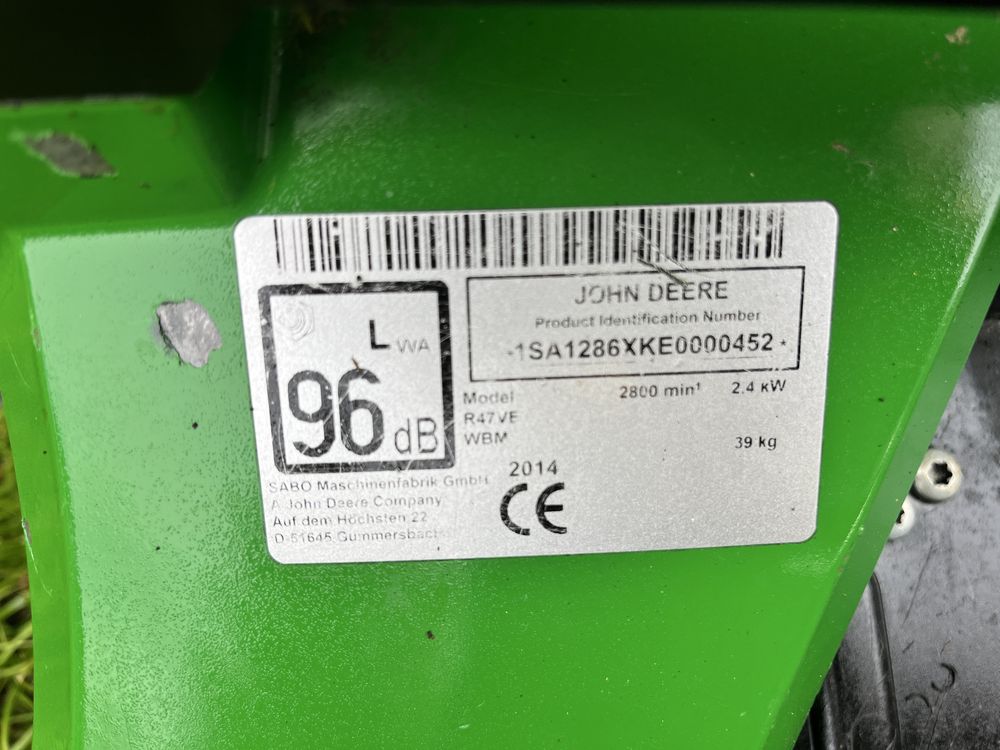 JOHN DEERE
Product Identification Number
*1SA1286XKE0000452*
L WA
96 dB
Model
R47VE
WBM
2800 min¹ 2.4 kW
39 kg
2014
CE
SABO Maschinenfabrik GmbH
A John Deere Company
Auf dem Höchsten 22
D-51645 Gummersbach